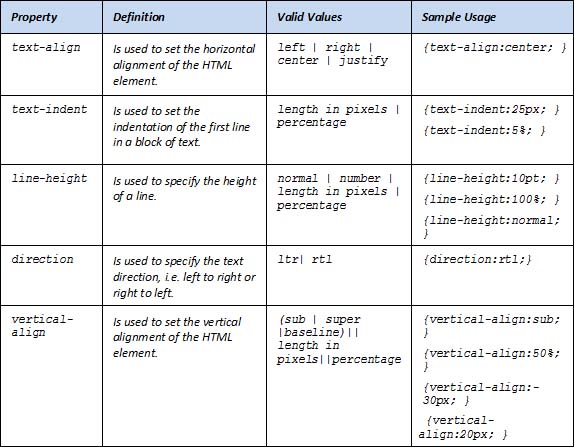 Property Definition Valid Values Sample Usage
text-align
Is used to set the horizontal
alignment of the HTML
element.
left | right |
center | justify
{text-align:center; }
text-indent
Is used to set the
indentation of the first line
in a block of text.
length in pixels |
percentage
{text-indent:25px; }
{text-indent:5%; }
line-height
Is used to specify the height
of a line.
normal | number |
length in pixels |
percentage
{line-height:10pt; }
{line-height:100%; }
{line-height:normal;
}
direction
Is used to specify the text
direction, i.e. left to right or
right to left.
ltr| rtl
{direction:rtl;}
vertical-
align
Is used to set the vertical
alignment of the HTML
element.
(sub | super
|baseline)||
length in
pixels||percentage
{vertical-align:sub;
}
{vertical-align:50%;
}
{vertical-align:-
30px; }
{vertical-
align:20px; }